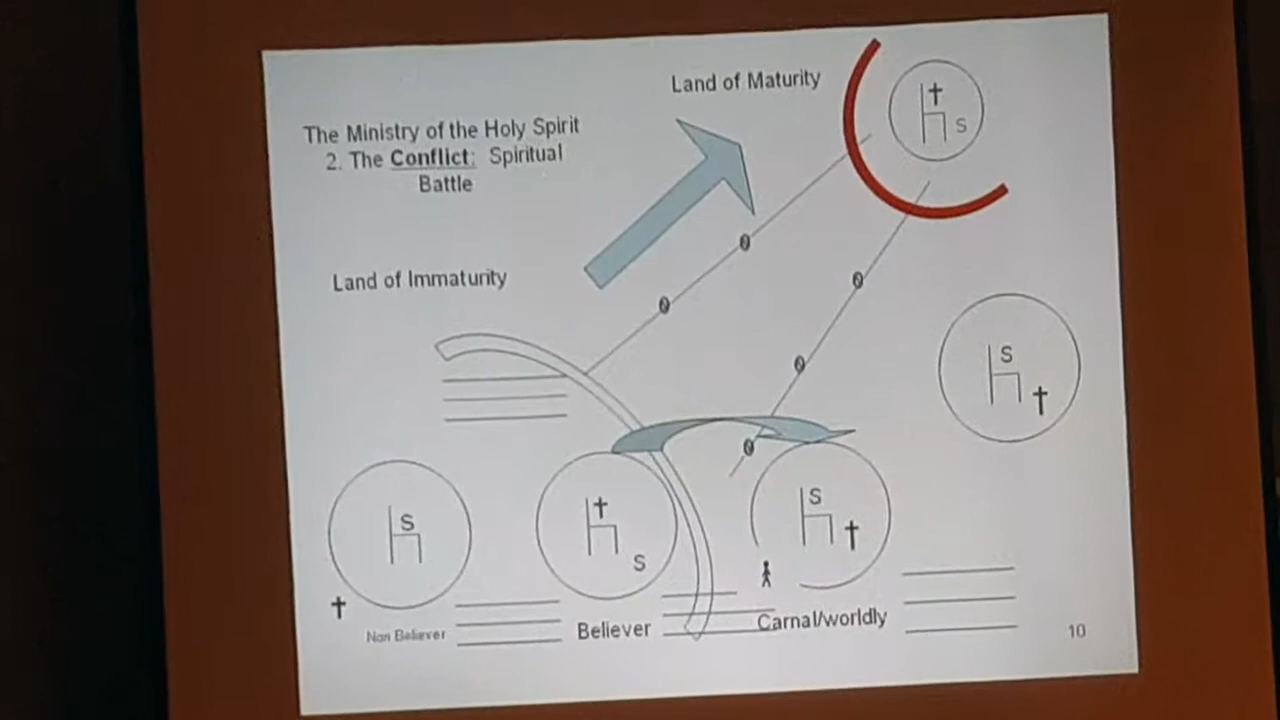 Land of Maturity
The Ministry of the Holy Spirit
2. The Conflict: Spiritual
Battle
S
Land of Immaturity
S
S
S
S
Non Believer
Believer
Carnal/worldly
10